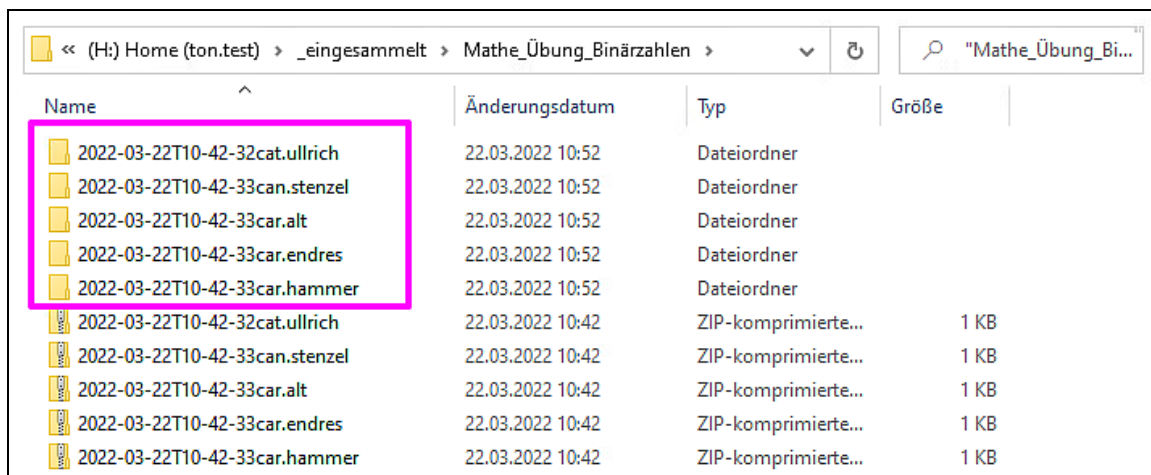 « (H:) Home (ton.test) > _eingesammelt > Mathe_Übung_Binärzahlen > "Mathe_Übung_Bi...
Name Änderungsdatum Typ Größe
2022-03-22T10-42-32cat.ullrich 22.03.2022 10:52 Dateiordner
2022-03-22T10-42-33can.stenzel 22.03.2022 10:52 Dateiordner
2022-03-22T10-42-33car.alt 22.03.2022 10:52 Dateiordner
2022-03-22T10-42-33car.endres 22.03.2022 10:52 Dateiordner
2022-03-22T10-42-33car.hammer 22.03.2022 10:52 Dateiordner
2022-03-22T10-42-32cat.ullrich 22.03.2022 10:42 ZIP-komprimierte... 1 KB
2022-03-22T10-42-33can.stenzel 22.03.2022 10:42 ZIP-komprimierte... 1 KB
2022-03-22T10-42-33car.alt 22.03.2022 10:42 ZIP-komprimierte... 1 KB
2022-03-22T10-42-33car.endres 22.03.2022 10:42 ZIP-komprimierte... 1 KB
2022-03-22T10-42-33car.hammer 22.03.2022 10:42 ZIP-komprimierte... 1 KB